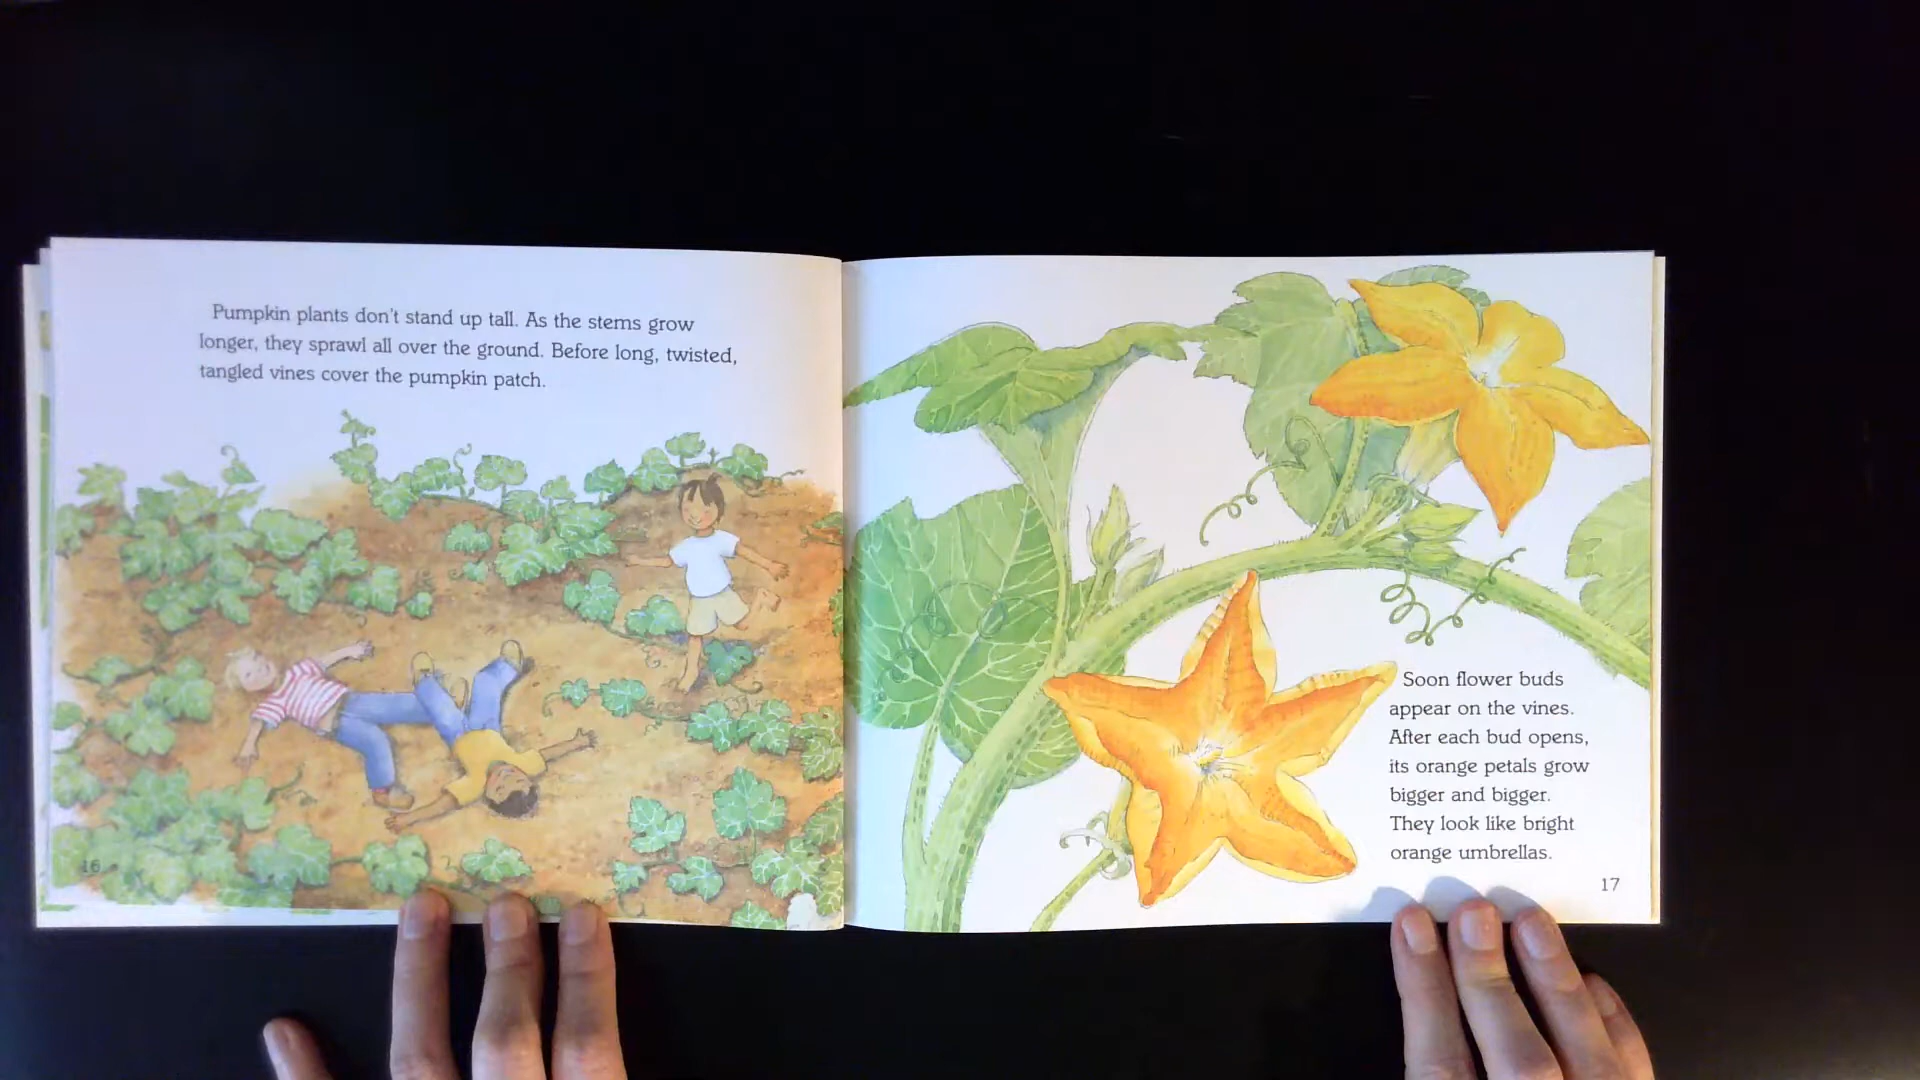 Pumpkin plants don't stand up tall. As the stems grow
longer, they sprawl all over the ground. Before long, twisted,
tangled vines cover the pumpkin patch.
16
Soon flower buds
appear on the vines.
After each bud opens,
its orange petals grow
bigger and bigger.
They look like bright
orange umbrellas.
17